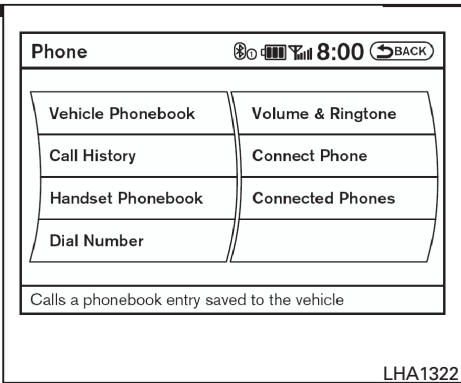 Phone 1 8:00 BACK
Vehicle Phonebook
Call History
Handset Phonebook
Dial Number
Volume & Ringtone
Connect Phone
Connected Phones
Calls a phonebook entry saved to the vehicle
LHA1322